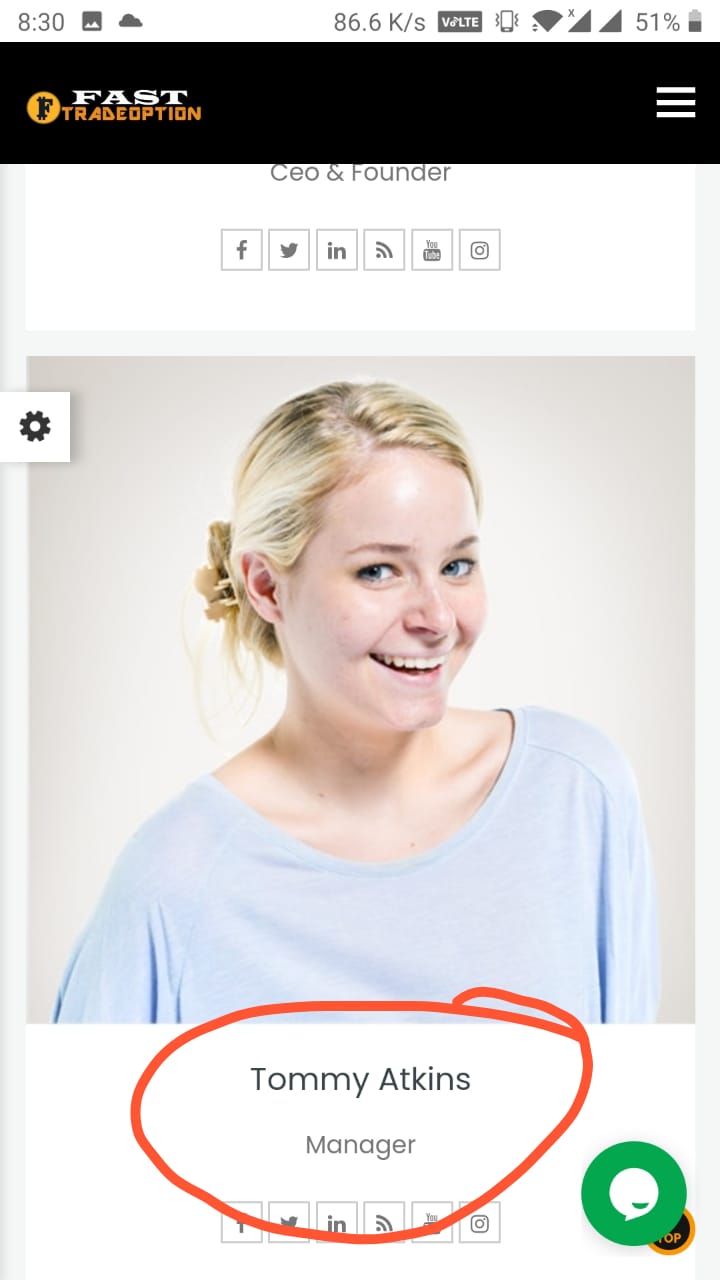 8:30 86.6 K/s VoLTE x 51%
FAST
TRADEOPTION
Ceo & Founder
f in You Tube
Tommy Atkins
Manager
f in You
TOP